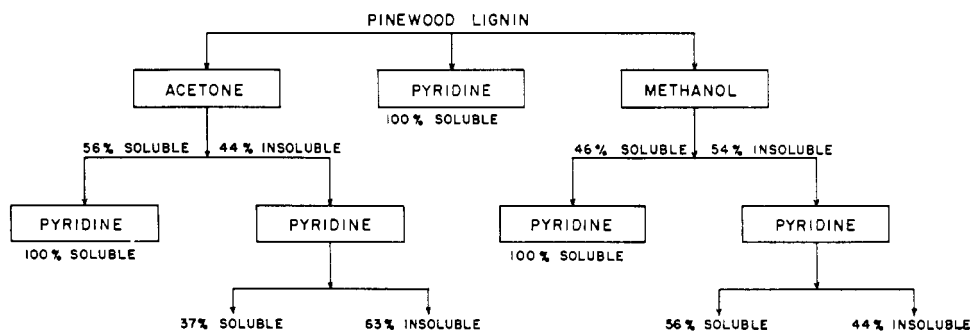 PINEWOOD LIGNIN
ACETONE
PYRIDINE
METHANOL
100% SOLUBLE
56% SOLUBLE
44% INSOLUBLE
46% SOLUBLE
54% INSOLUBLE
PYRIDINE
PYRIDINE
PYRIDINE
PYRIDINE
100% SOLUBLE
100% SOLUBLE
37% SOLUBLE
63% INSOLUBLE
56% SOLUBLE
44% INSOLUBLE